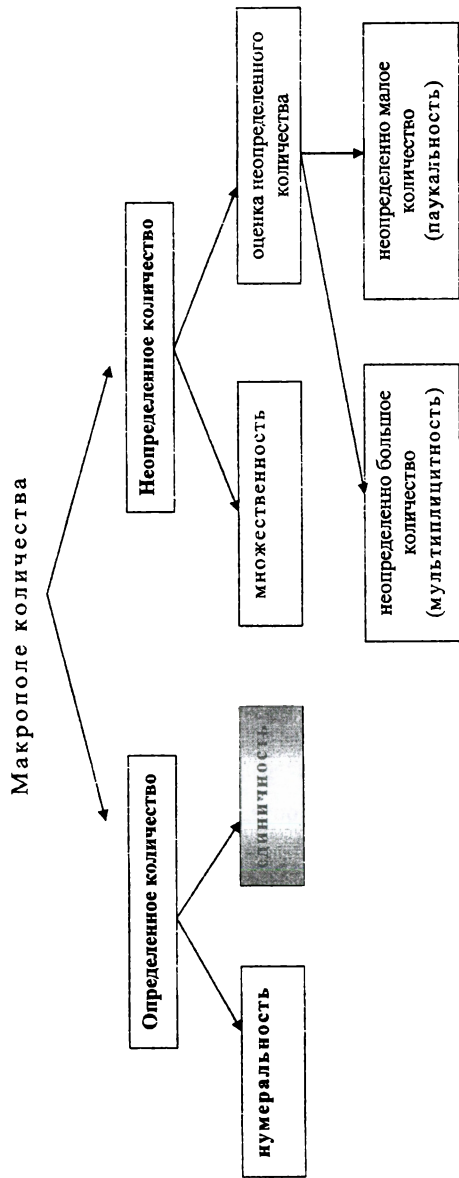 Макрополе количества
Определенное количество
Неопределенное количество
нумеральность
единичность
множественность
оценка неопределенного
количества
неопределенно большое
количество
(мультиплицитность)
неопределенно малое
количество
(паукальность)